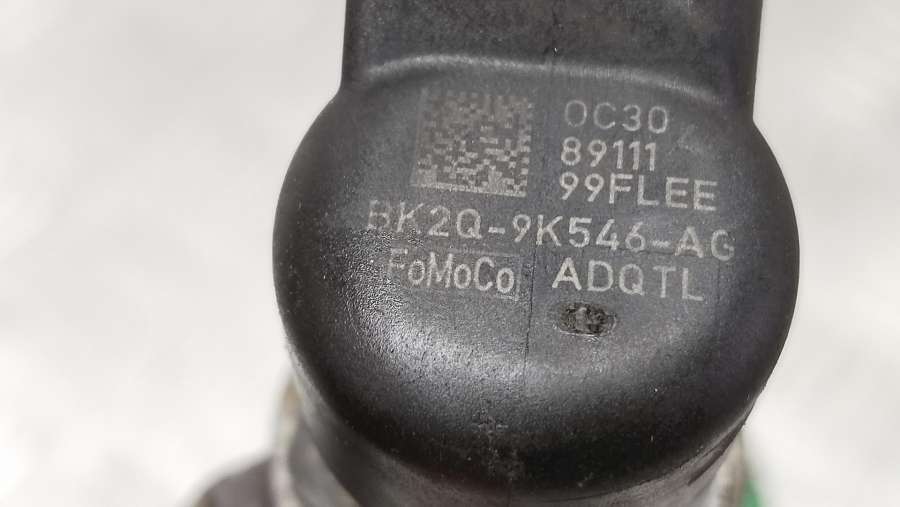 0C30
89111
99FLEE
BK2Q-9K546-AG
FoMoCo ADQTL